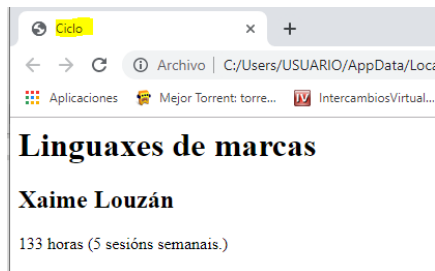 Ciclo
Archivo | C:/Users/USUARIO/AppData/Loca
Aplicaciones Mejor Torrent: torre... IntercambiosVirtual...
Linguaxes de marcas
Xaime Louzán
133 horas (5 sesións semanais.)